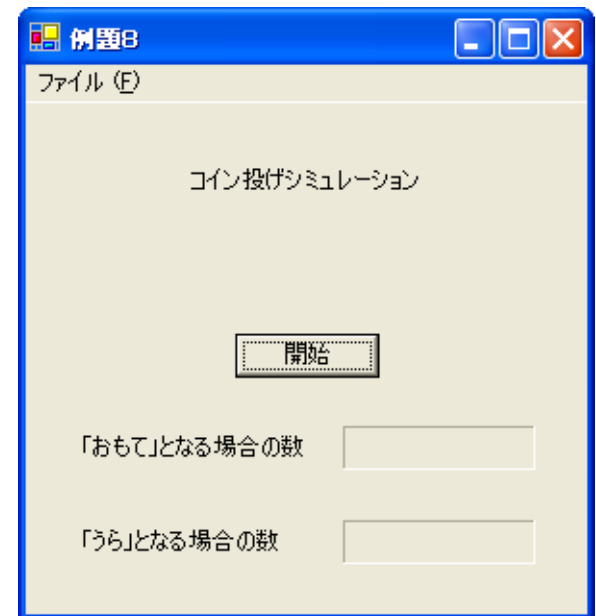 例題8
ファイル (F)
コイン投げシミュレーション
開始
「おもて」となる場合の数
「うら」となる場合の数